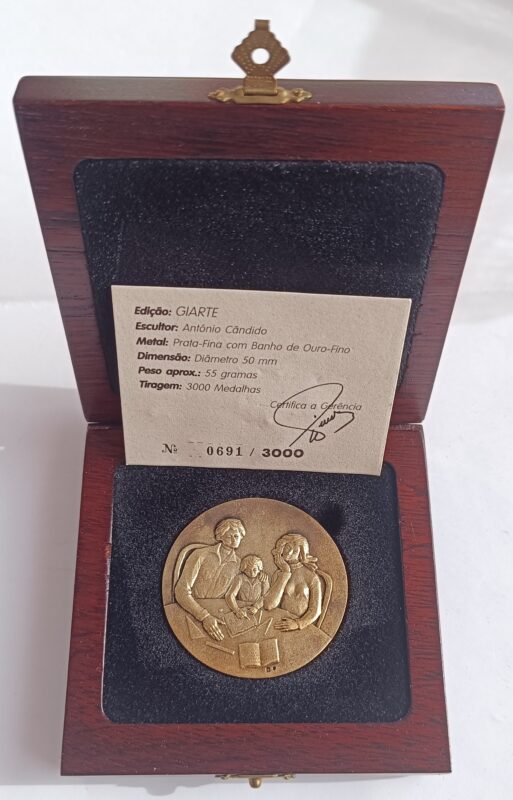 Edição: GIARTE
Escultor: António Cândido
Metal: Prata-Fina com Banho de Ouro-Fino
Dimensão: Diâmetro 50 mm
Peso aprox.: 55 gramas
Tiragem: 3000 Medalhas
Certifica a Gerência
Nº 0691 / 3000